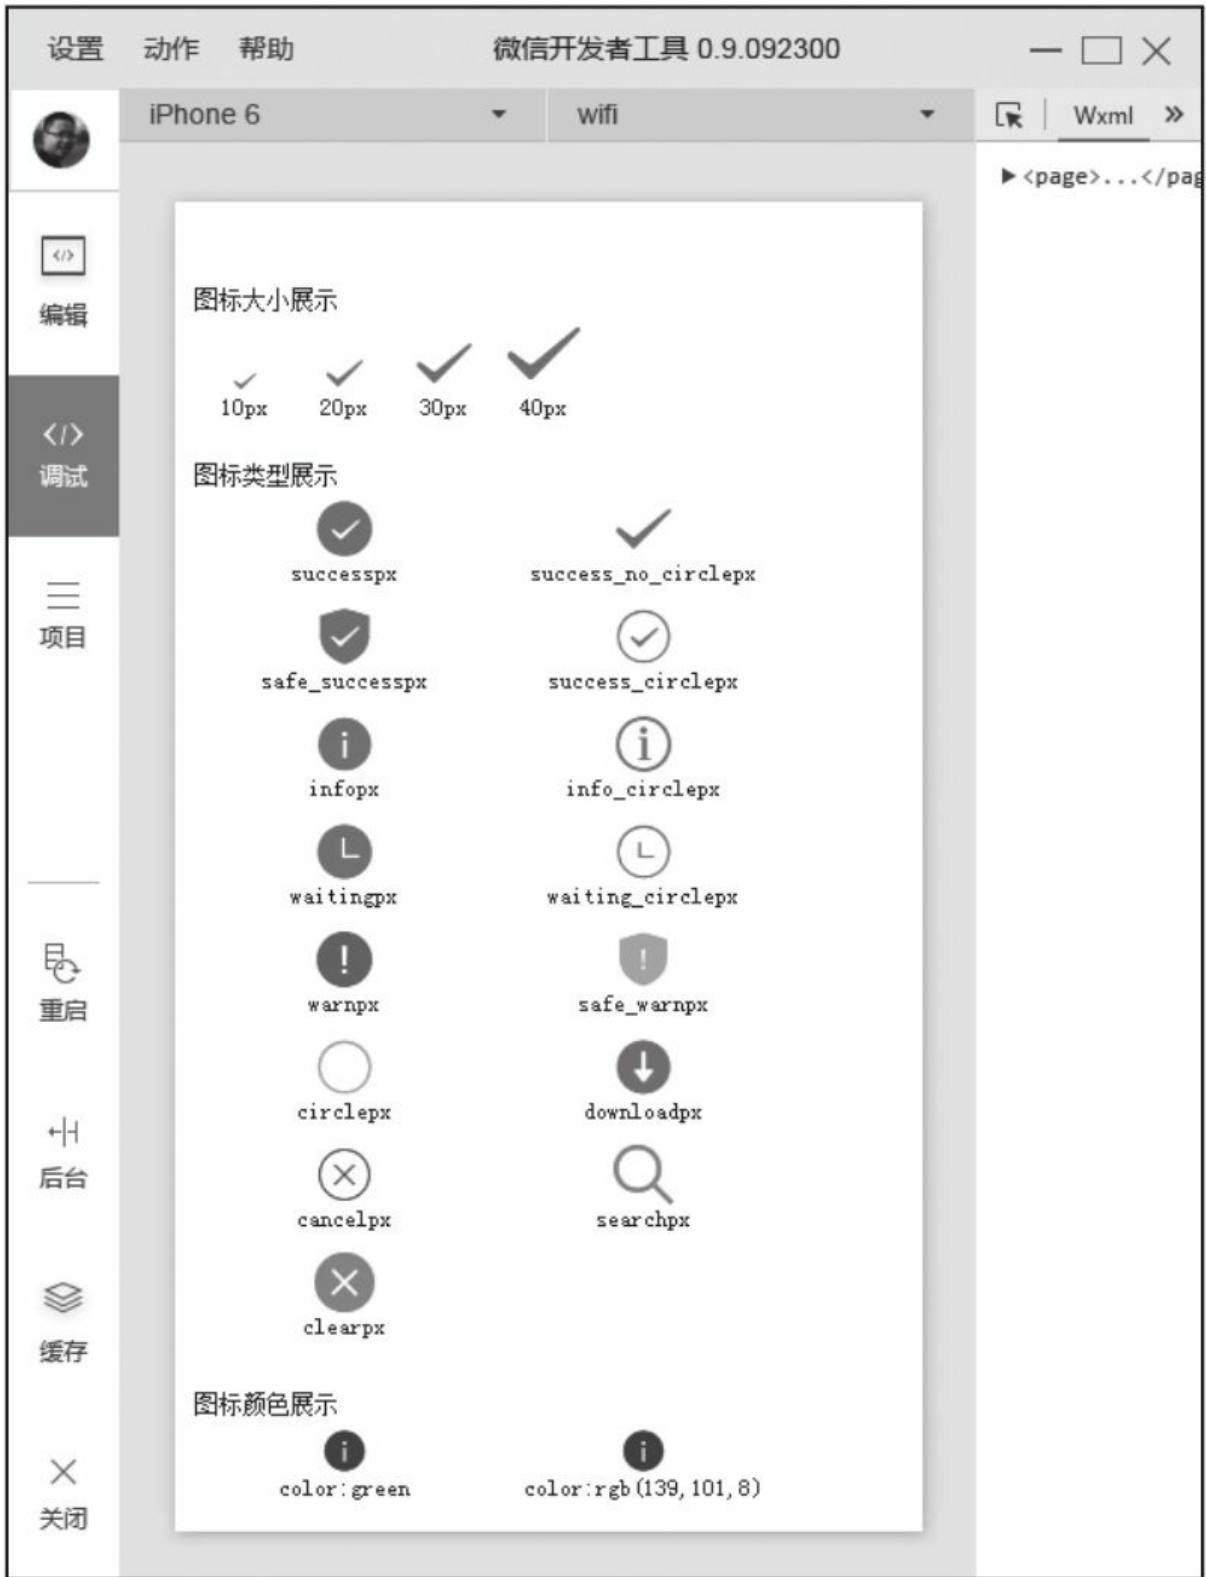 设置 动作 帮助 微信开发者工具 0.9.092300
iPhone 6 wifi Wxml
<page>...</pag
编辑
调试
项目
重启
后台
缓存
关闭
图标大小展示
10px 20px 30px 40px
图标类型展示
successpx success_no_circlepx
safe_successpx success_circlepx
infopx info_circlepx
waitingpx waiting_circlepx
warnpx safe_warnpx
circlepx downloadpx
cancelpx searchpx
clearpx
图标颜色展示
color:green color:rgb(139,101,8)